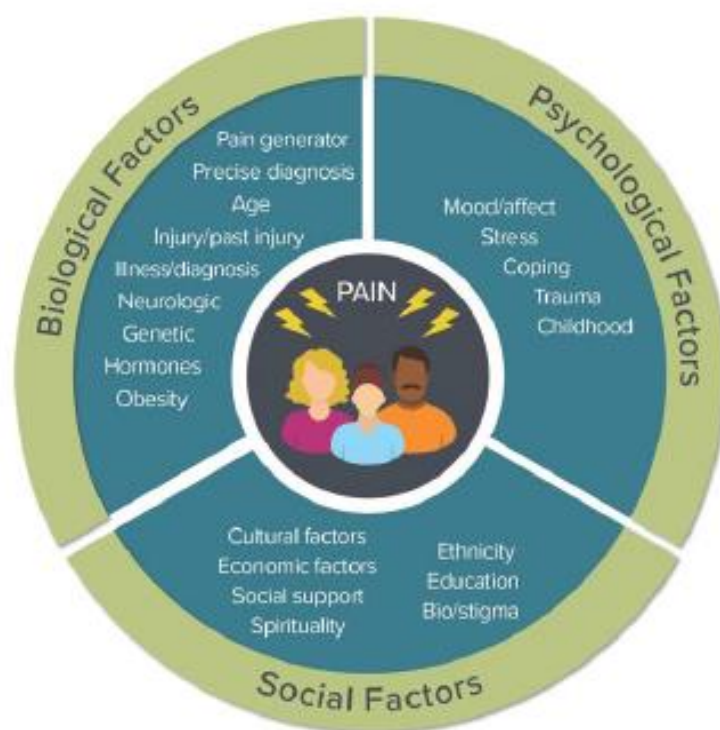 Biological Factors
Pain generator
Precise diagnosis
Age
Injury/past injury
Illness/diagnosis
Neurologic
Genetic
Hormones
Obesity
Psychological Factors
Mood/affect
Stress
Coping
Trauma
Childhood
PAIN
Cultural factors
Economic factors
Social support
Spirituality
Ethnicity
Education
Bio/stigma
Social Factors